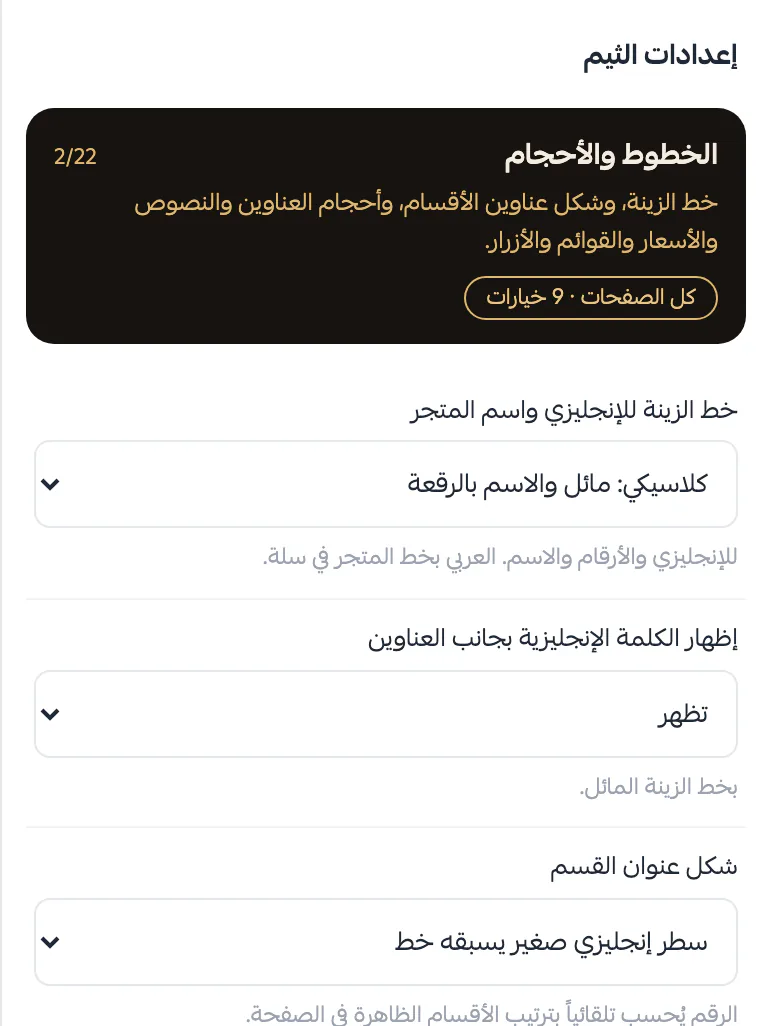 إعدادات الثيم
الخطوط والأحجام
2/22
خط الزينة، وشكل عناوين الأقسام، وأحجام العناوين والنصوص
والأسعار والقوائم والأزرار.
كل الصفحات · 9 خيارات
خط الزينة للإنجليزي واسم المتجر
كلاسيكي: مائل والاسم بالرقعة
للإنجليزي والأرقام والاسم. العربي بخط المتجر في سلة.
إظهار الكلمة الإنجليزية بجانب العناوين
تظهر
بخط الزينة المائل.
شكل عنوان القسم
سطر إنجليزي صغير يسبقه خط
الرقم يُحسب تلقائياً بترتيب الأقسام الظاهرة في الصفحة.